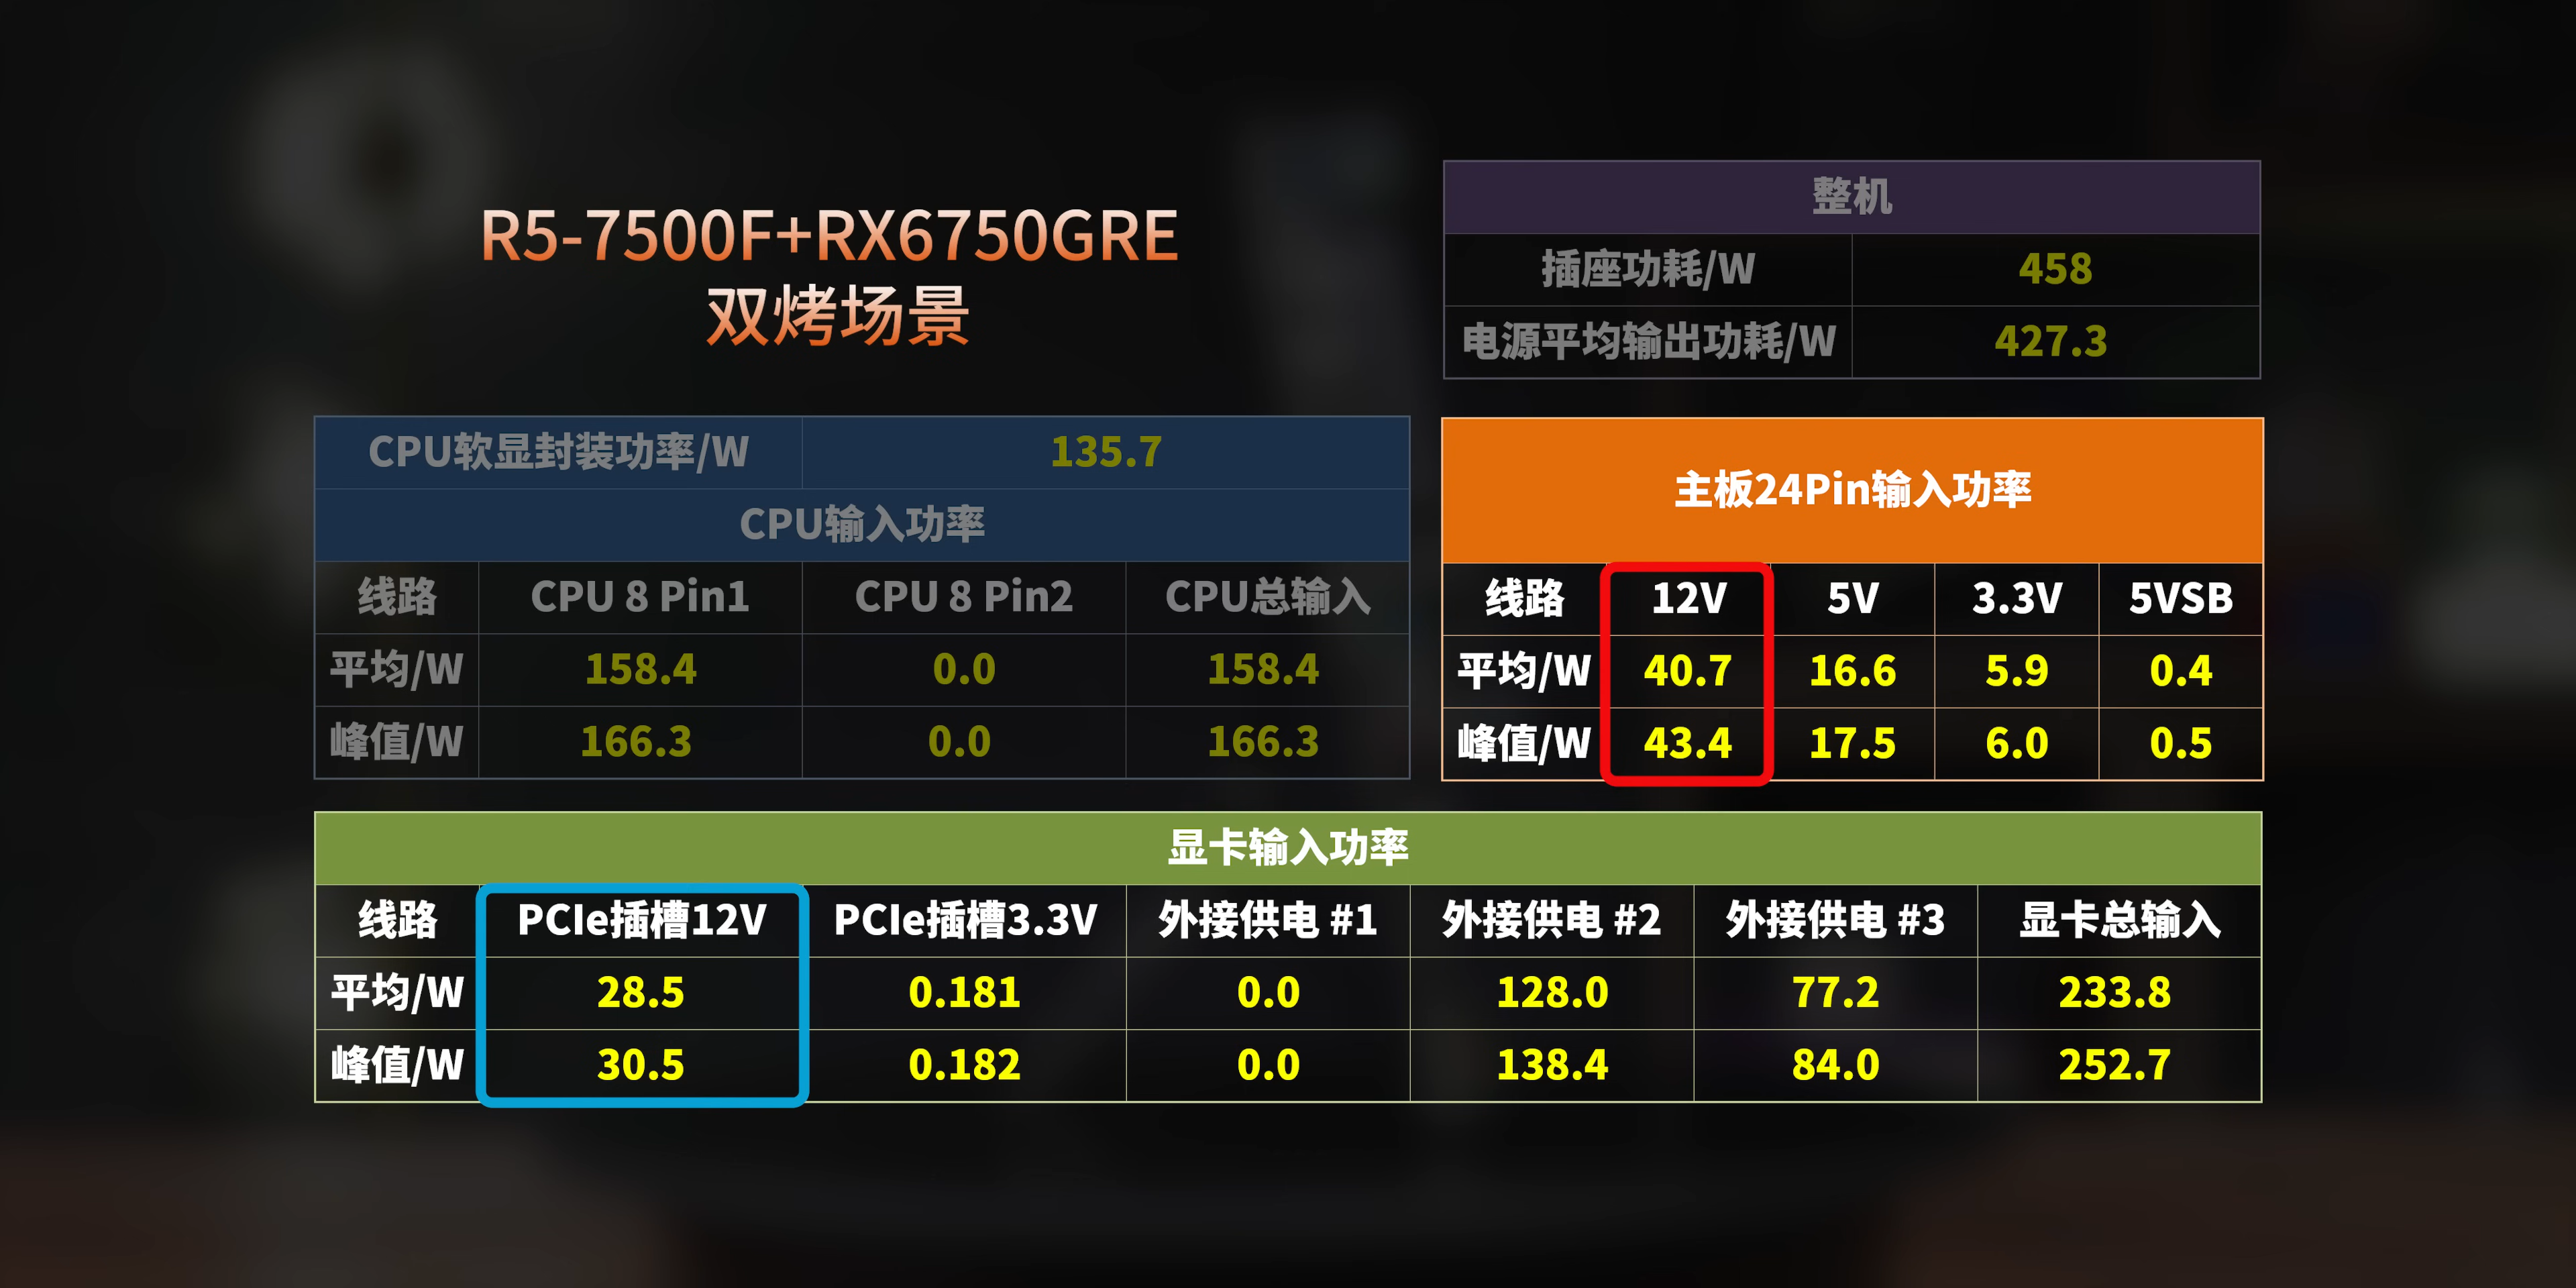 R5-7500F+RX6750GRE
双烤场景
整机
插座功耗/W 458
电源平均输出功耗/W 427.3
CPU软显封装功率/W 135.7
CPU输入功率
线路 CPU 8 Pin1 CPU 8 Pin2 CPU总输入
平均/W 158.4 0.0 158.4
峰值/W 166.3 0.0 166.3
主板24Pin输入功率
线路 12V 5V 3.3V 5VSB
平均/W 40.7 16.6 5.9 0.4
峰值/W 43.4 17.5 6.0 0.5
显卡输入功率
线路 PCIe插槽12V PCIe插槽3.3V 外接供电 #1 外接供电 #2 外接供电 #3 显卡总输入
平均/W 28.5 0.181 0.0 128.0 77.2 233.8
峰值/W 30.5 0.182 0.0 138.4 84.0 252.7